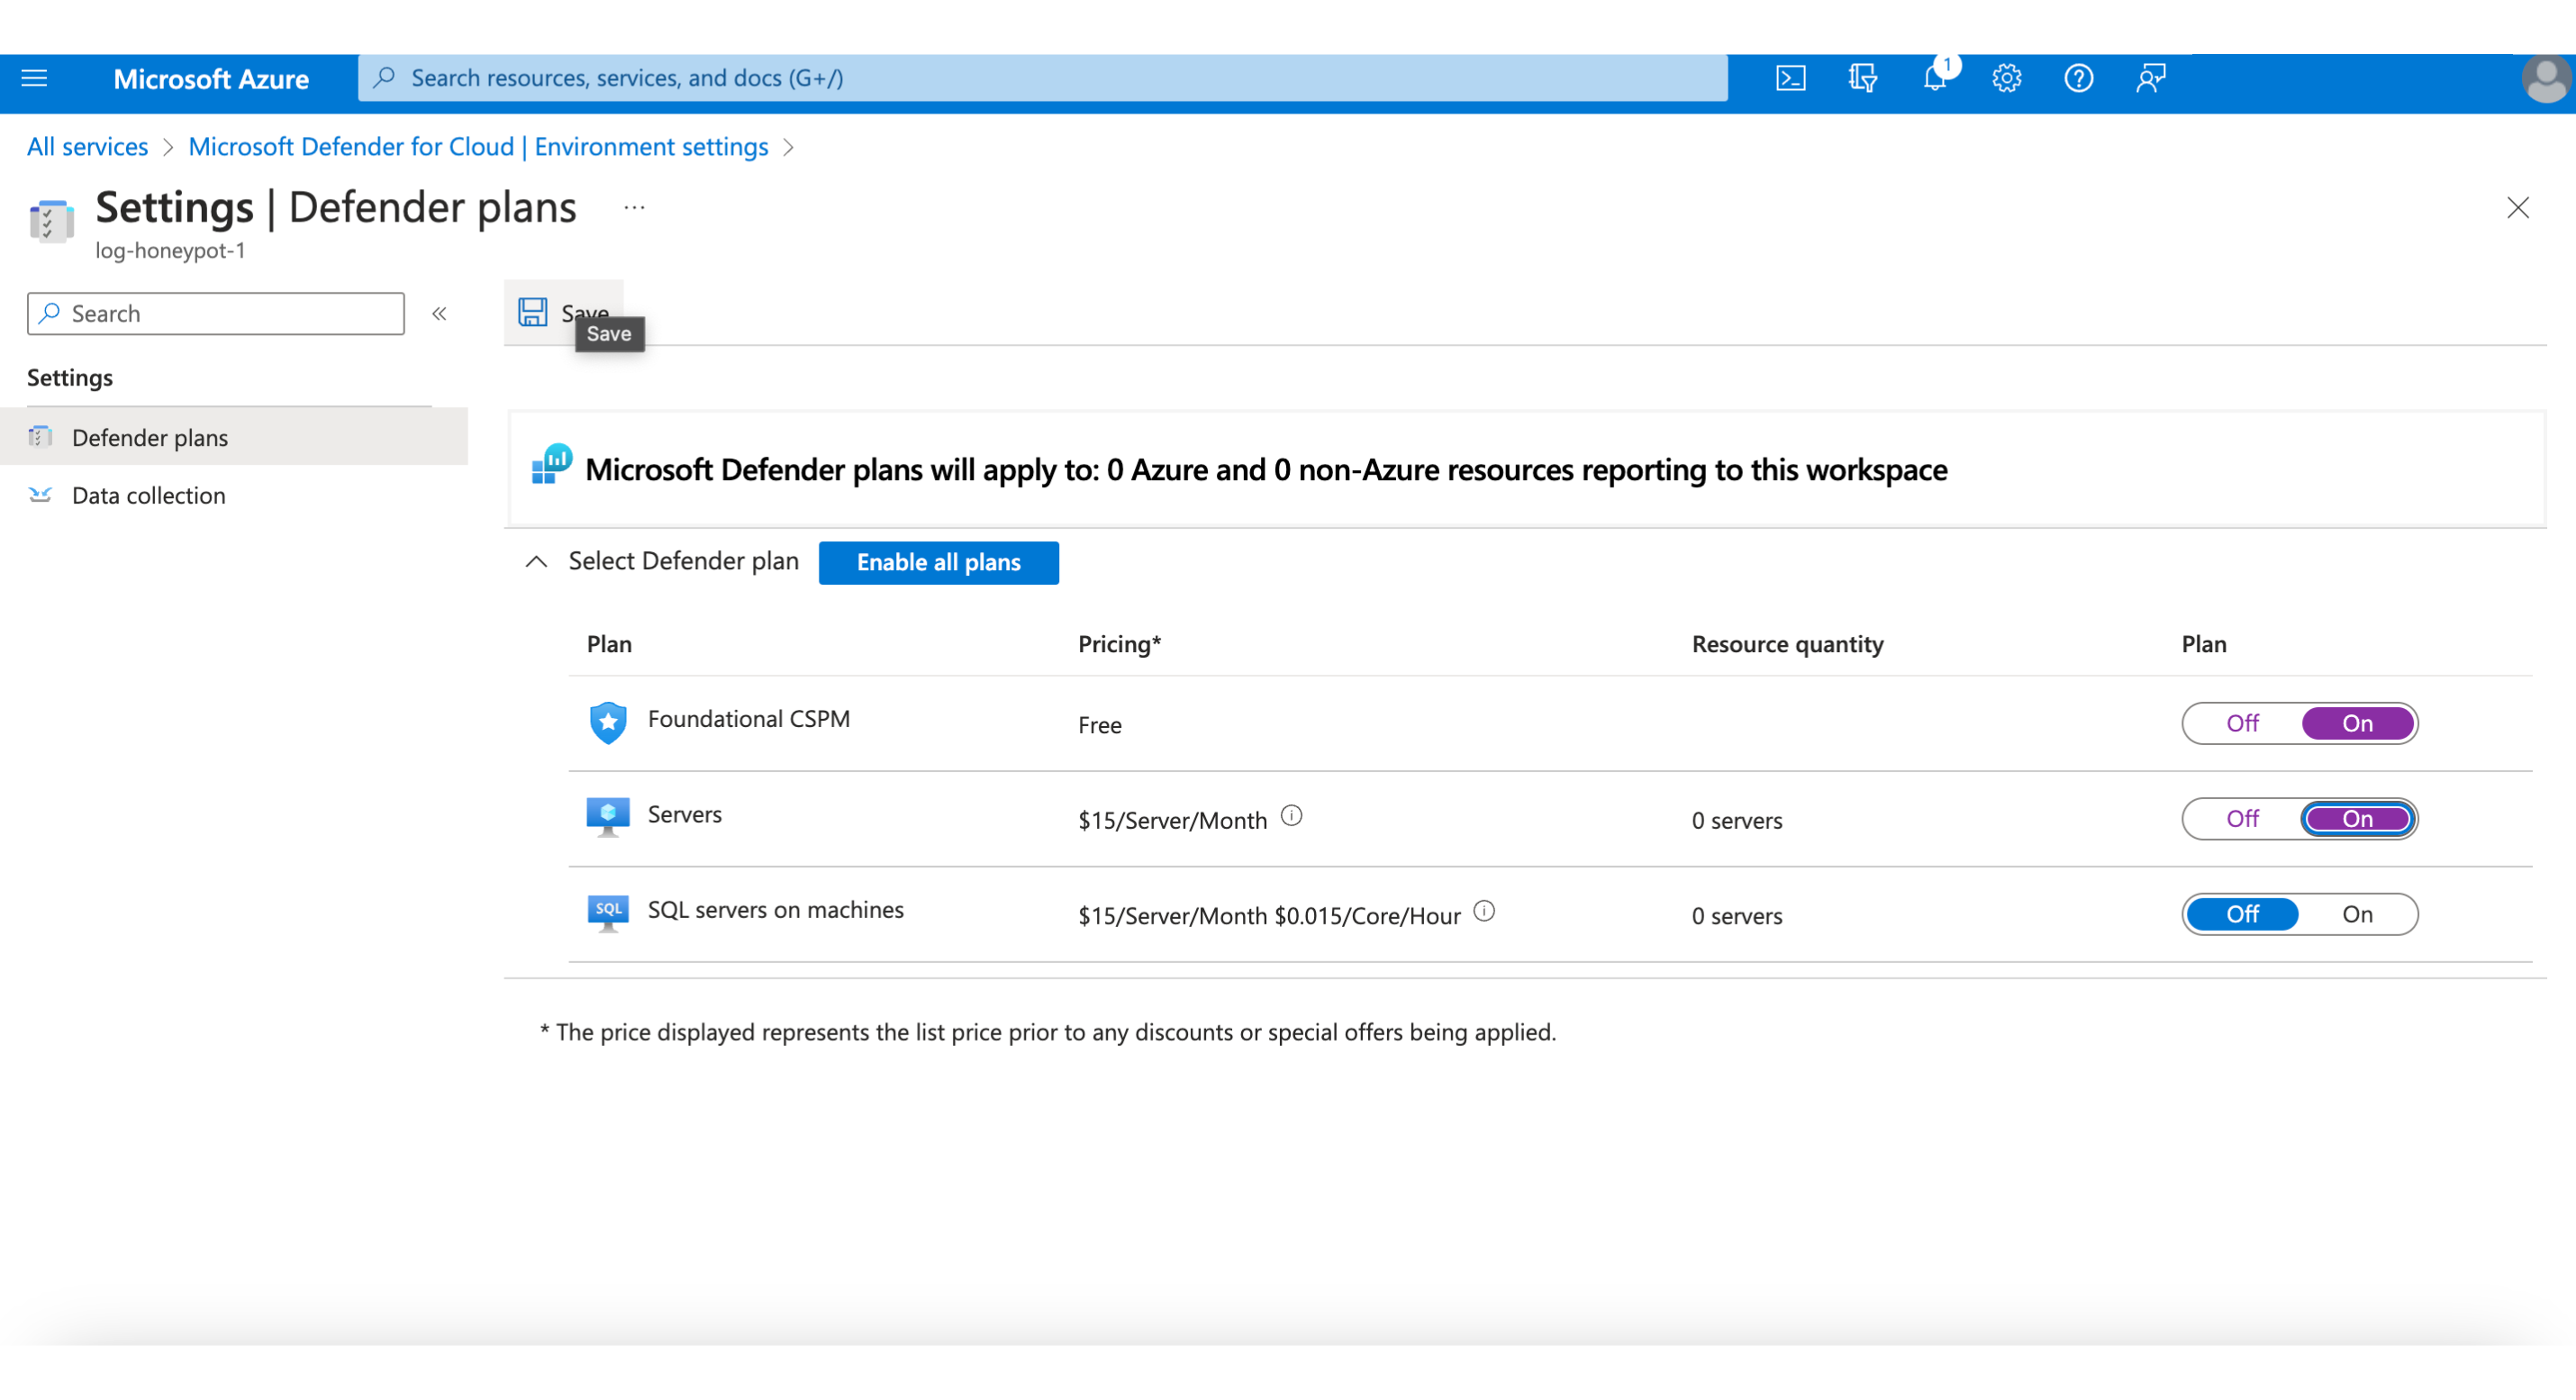 Microsoft Azure
Search resources, services, and docs (G+/)
1
All services > Microsoft Defender for Cloud | Environment settings >
Settings | Defender plans ...
log-honeypot-1
Search
«
Save
Save
Settings
Defender plans
Data collection
Microsoft Defender plans will apply to: 0 Azure and 0 non-Azure resources reporting to this workspace
Select Defender plan
Enable all plans
Plan Pricing* Resource quantity Plan
Foundational CSPM Free Off On
Servers $15/Server/Month 0 servers Off On
SQL SQL servers on machines $15/Server/Month $0.015/Core/Hour 0 servers Off On
* The price displayed represents the list price prior to any discounts or special offers being applied.